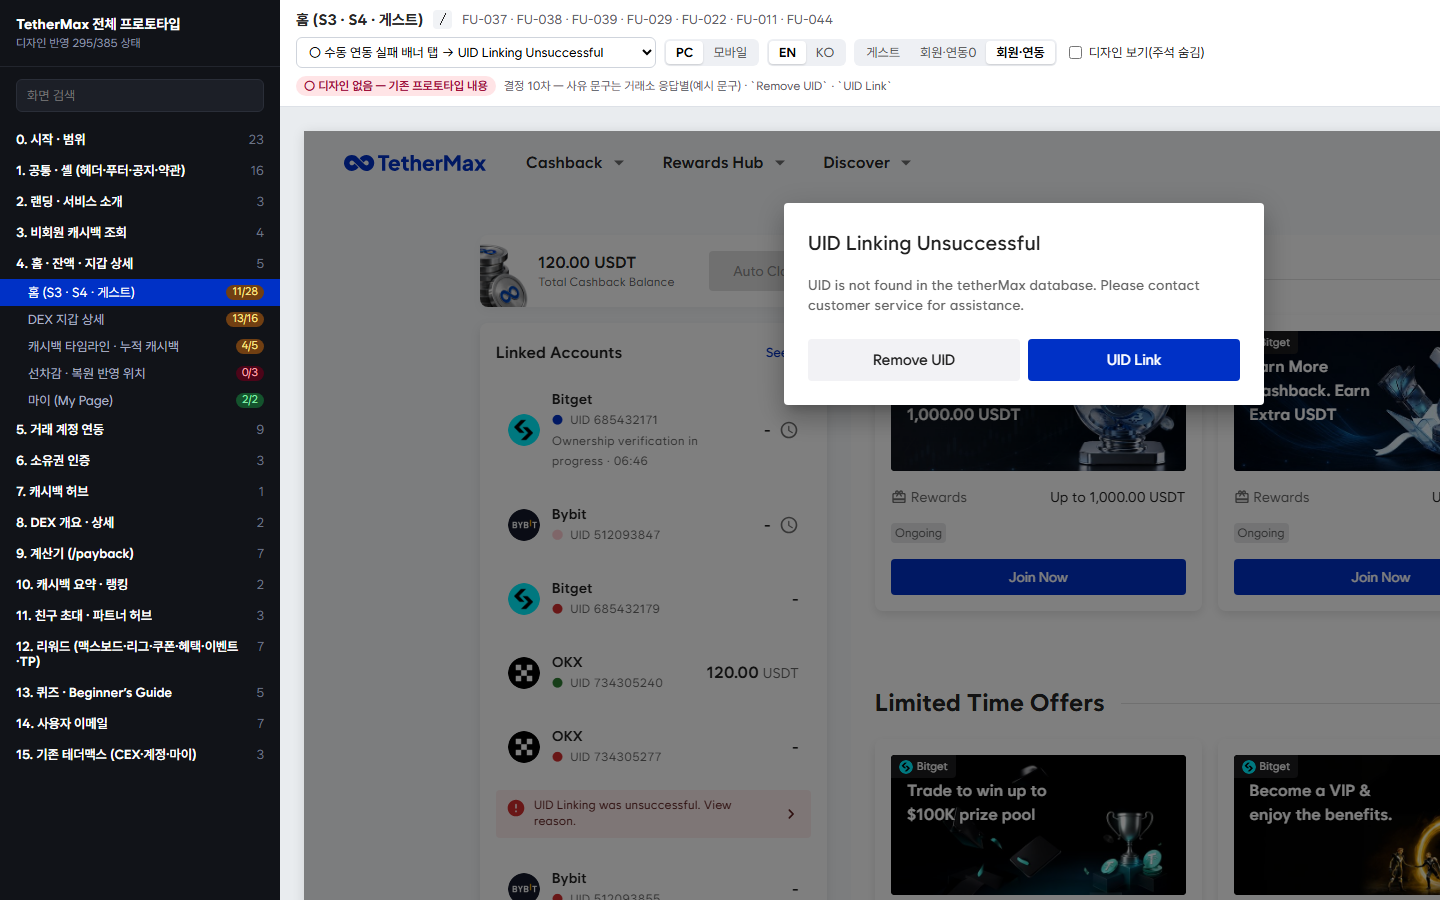 TetherMax 전체 프로토타입
디자인 반영 295/385 상태
화면 검색
0. 시작 · 범위 23
1. 공통 · 셸 (헤더·푸터·공지·약관) 16
2. 랜딩 · 서비스 소개 3
3. 비회원 캐시백 조회 4
4. 홈 · 잔액 · 지갑 상세 5
홈 (S3 · S4 · 게스트) 11/28
DEX 지갑 상세 13/16
캐시백 타임라인 · 누적 캐시백 4/5
선차감 · 복원 반영 위치 0/3
마이 (My Page) 2/2
5. 거래 계정 연동 9
6. 소유권 인증 3
7. 캐시백 허브 1
8. DEX 개요 · 상세 2
9. 계산기 (/payback) 7
10. 캐시백 요약 · 랭킹 2
11. 친구 초대 · 파트너 허브 3
12. 리워드 (맥스보드·리그·쿠폰·혜택·이벤트 7
·TP)
13. 퀴즈 · Beginner's Guide 5
14. 사용자 이메일 7
15. 기존 테더맥스 (CEX·계정·마이) 3
홈 (S3 · S4 · 게스트) / FU-037 · FU-038 · FU-039 · FU-029 · FU-022 · FU-011 · FU-044
○ 수동 연동 실패 배너 탭 → UID Linking Unsuccessful PC 모바일 EN KO 게스트 회원·연동0 회원·연동 디자인 보기(주석 숨김)
○ 디자인 없음 — 기존 프로토타입 내용 결정 10차 — 사유 문구는 거래소 응답별(예시 문구) · `Remove UID` · `UID Link`
TetherMax Cashback Rewards Hub Discover
120.00 USDT
Total Cashback Balance
Auto Cl
Linked Accounts
See
Bitget
UID 685432171
Ownership verification in
progress · 06:46
-
Bybit
UID 512093847
-
Bitget
UID 685432179
-
OKX
UID 734305240
120.00 USDT
OKX
UID 734305277
-
UID Linking was unsuccessful. View
reason.
Bybit
UID 512093855
-
UID Linking Unsuccessful
UID is not found in the tetherMax database. Please contact
customer service for assistance.
Remove UID UID Link
1,000.00 USDT
Rewards Up to 1,000.00 USDT
Ongoing
Join Now
itget
arn More
ashback. Earn
Extra USDT
Rewards U
Ongoing
Join Now
Limited Time Offers
Bitget
Trade to win up to
$100K prize pool
Bitget
Become a VIP &
enjoy the benefits.